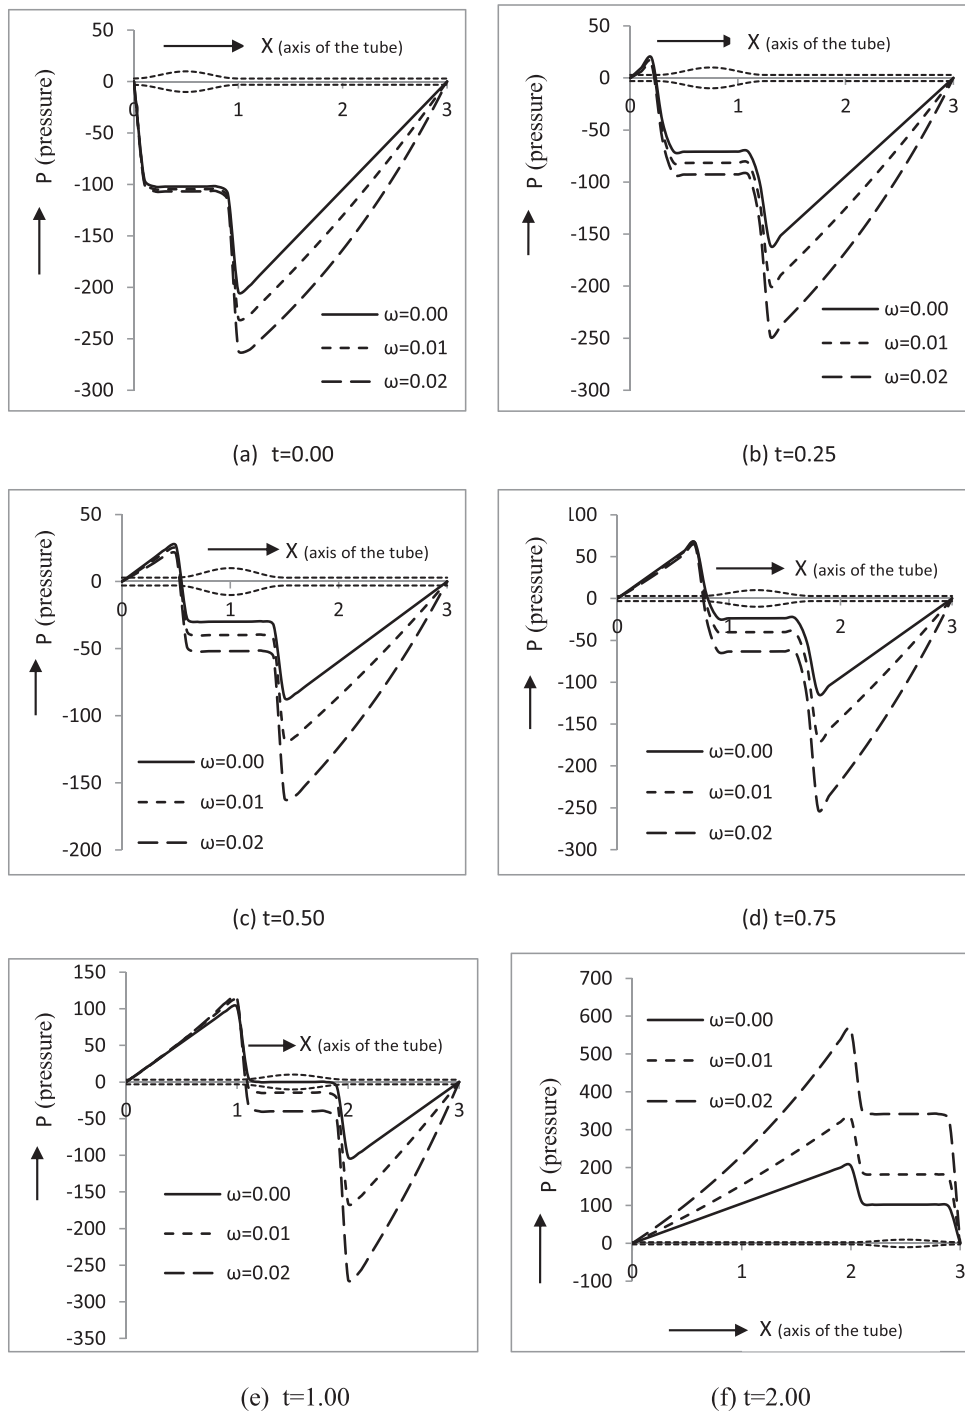 50
0
-50
-100
-150
-200
-250
-300
P (pressure)
X (axis of the tube)
0 1 2 3
ω=0.00
ω=0.01
ω=0.02
(a) t=0.00
50
0
-50
-100
-150
-200
-250
-300
P (pressure)
X (axis of the tube)
0 1 2 3
ω=0.00
ω=0.01
ω=0.02
(b) t=0.25
50
0
-50
-100
-150
-200
P (pressure)
X (axis of the tube)
0 1 2 3
ω=0.00
ω=0.01
ω=0.02
(c) t=0.50
100
50
0
-50
-100
-150
-200
-250
-300
P (pressure)
X (axis of the tube)
0 1 2 3
ω=0.00
ω=0.01
ω=0.02
(d) t=0.75
150
100
50
0
-50
-100
-150
-200
-250
-300
-350
P (pressure)
X (axis of the tube)
0 1 2 3
ω=0.00
ω=0.01
ω=0.02
(e) t=1.00
700
600
500
400
300
200
100
0
-100
P (pressure)
ω=0.00
ω=0.01
ω=0.02
0 1 2 3
X (axis of the tube)
(f) t=2.00